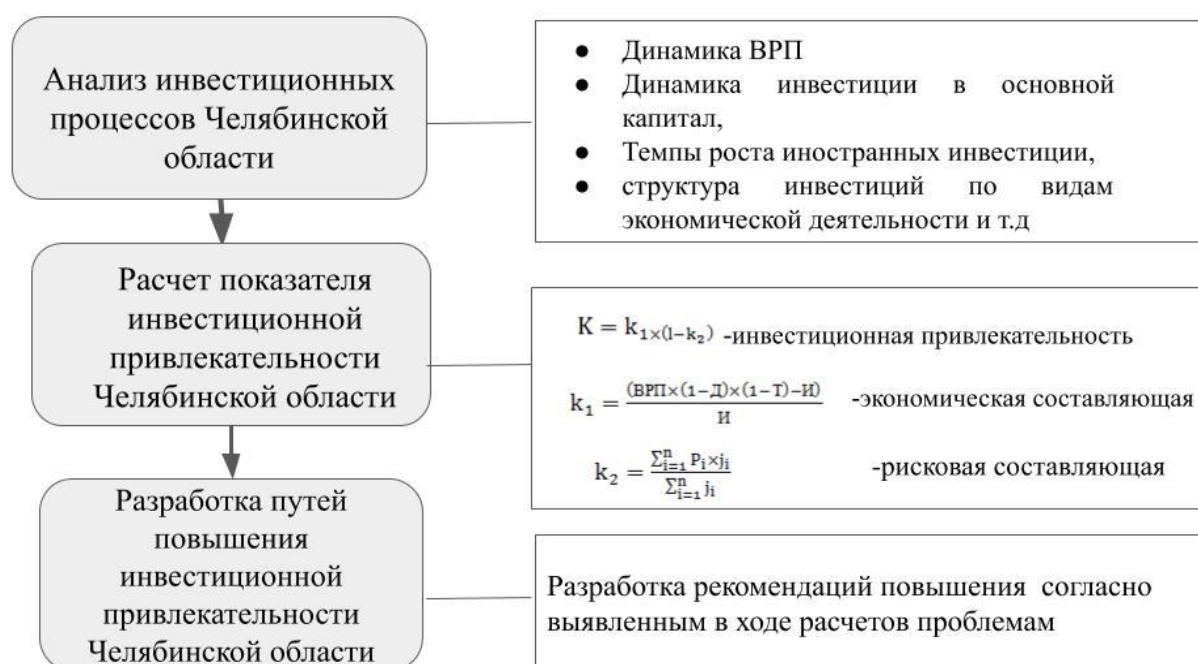 Анализ инвестиционных
процессов Челябинской
области
● Динамика ВРП
● Динамика инвестиции в основной
капитал,
● Темпы роста иностранных инвестиции,
● структура инвестиций по видам
экономической деятельности и т.д
Расчет показателя
инвестиционной
привлекательности
Челябинской области
K = k₁×(l−k₂) -инвестиционная привлекательность
k₁ = (ВРП×(1−Д)×(1−Т)−И) / И -экономическая составляющая
k₂ = ∑ⁿᵢ₌₁ Pᵢ×jᵢ / ∑ⁿᵢ₌₁ jᵢ -рисковая составляющая
Разработка путей
повышения
инвестиционной
привлекательности
Челябинской области
Разработка рекомендаций повышения согласно
выявленным в ходе расчетов проблемам